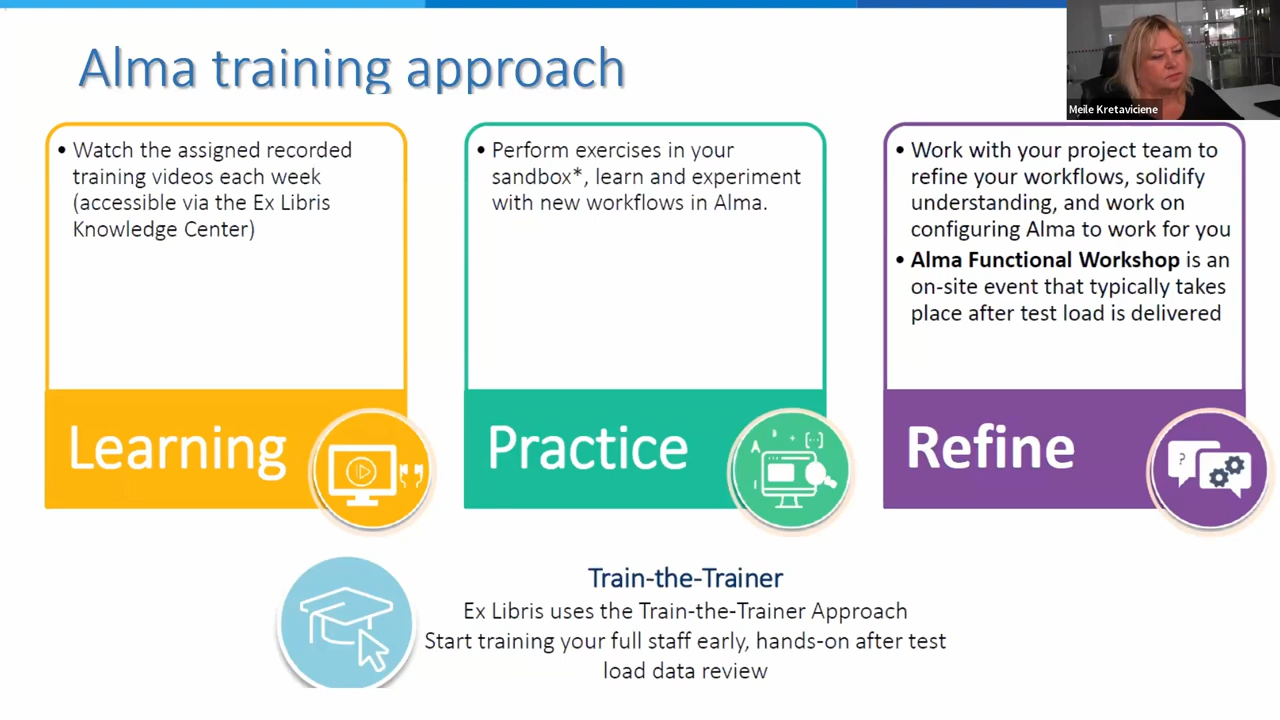 Alma training approach
Meile Kretaviciene
• Watch the assigned recorded
training videos each week
(accessible via the Ex Libris
Knowledge Center)
Learning
• Perform exercises in your
sandbox*, learn and experiment
with new workflows in Alma.
Practice
• Work with your project team to
refine your workflows, solidify
understanding, and work on
configuring Alma to work for you
• Alma Functional Workshop is an
on-site event that typically takes
place after test load is delivered
Refine
Train-the-Trainer
Ex Libris uses the Train-the-Trainer Approach
Start training your full staff early, hands-on after test
load data review